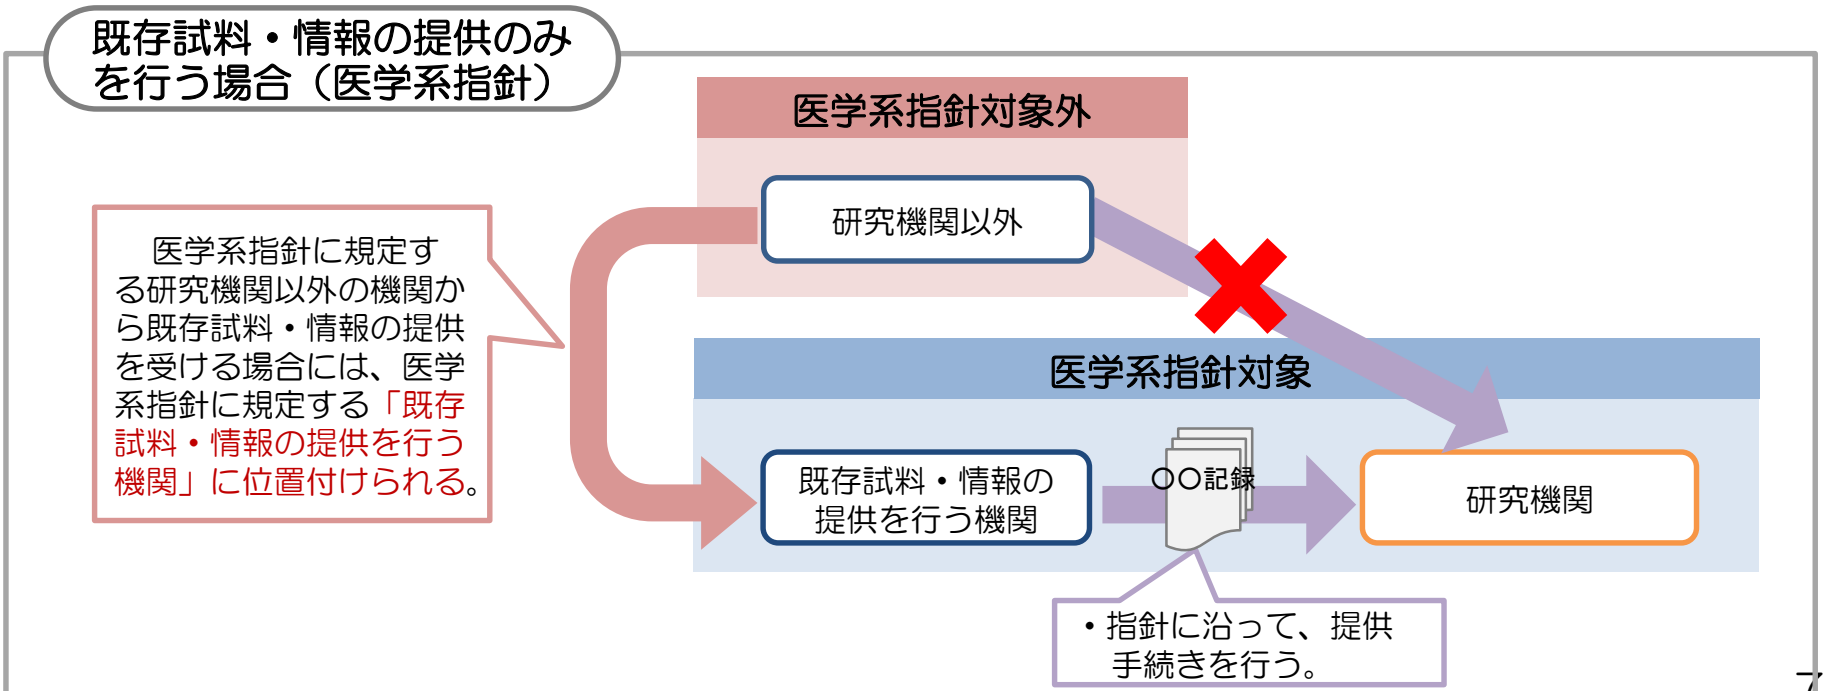 既存試料・情報の提供のみ
を行う場合（医学系指針）
医学系指針対象外
研究機関以外
医学系指針に規定す
る研究機関以外の機関か
ら既存試料・情報の提供
を受ける場合には、医学
系指針に規定する「既存
試料・情報の提供を行う
機関」に位置付けられる。
医学系指針対象
既存試料・情報の
提供を行う機関
〇〇記録
研究機関
・指針に沿って、提供
手続きを行う。
7